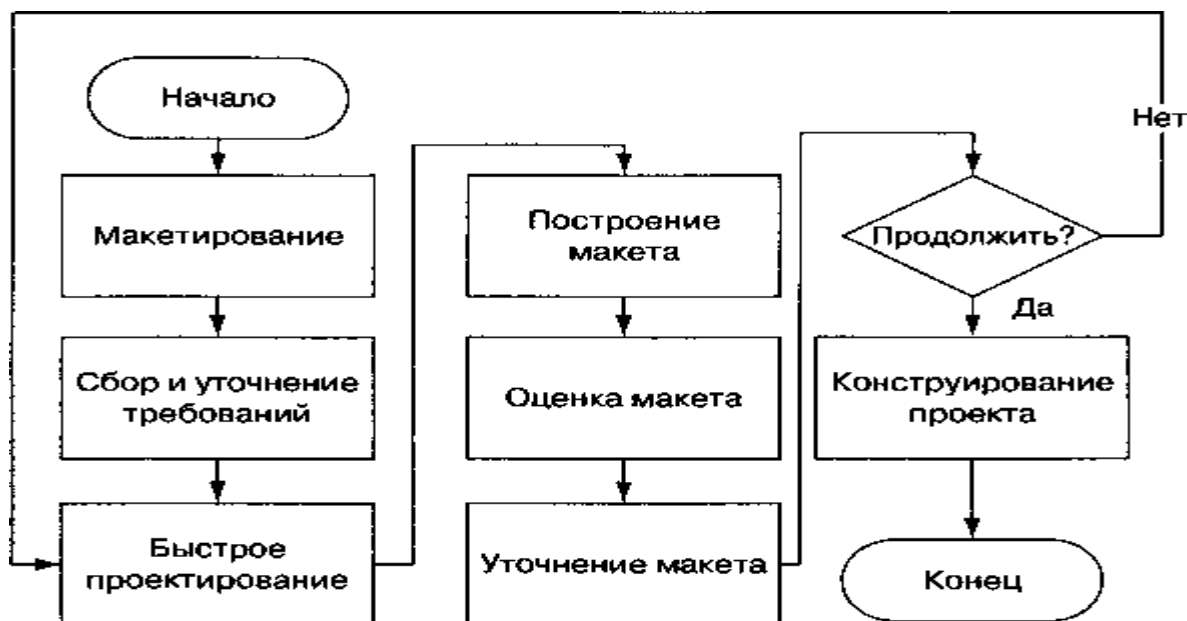 Начало
Макетирование
Сбор и уточнение
требований
Быстрое
проектирование
Построение
макета
Оценка макета
Уточнение макета
Продолжить?
Нет
Да
Конструирование
проекта
Конец